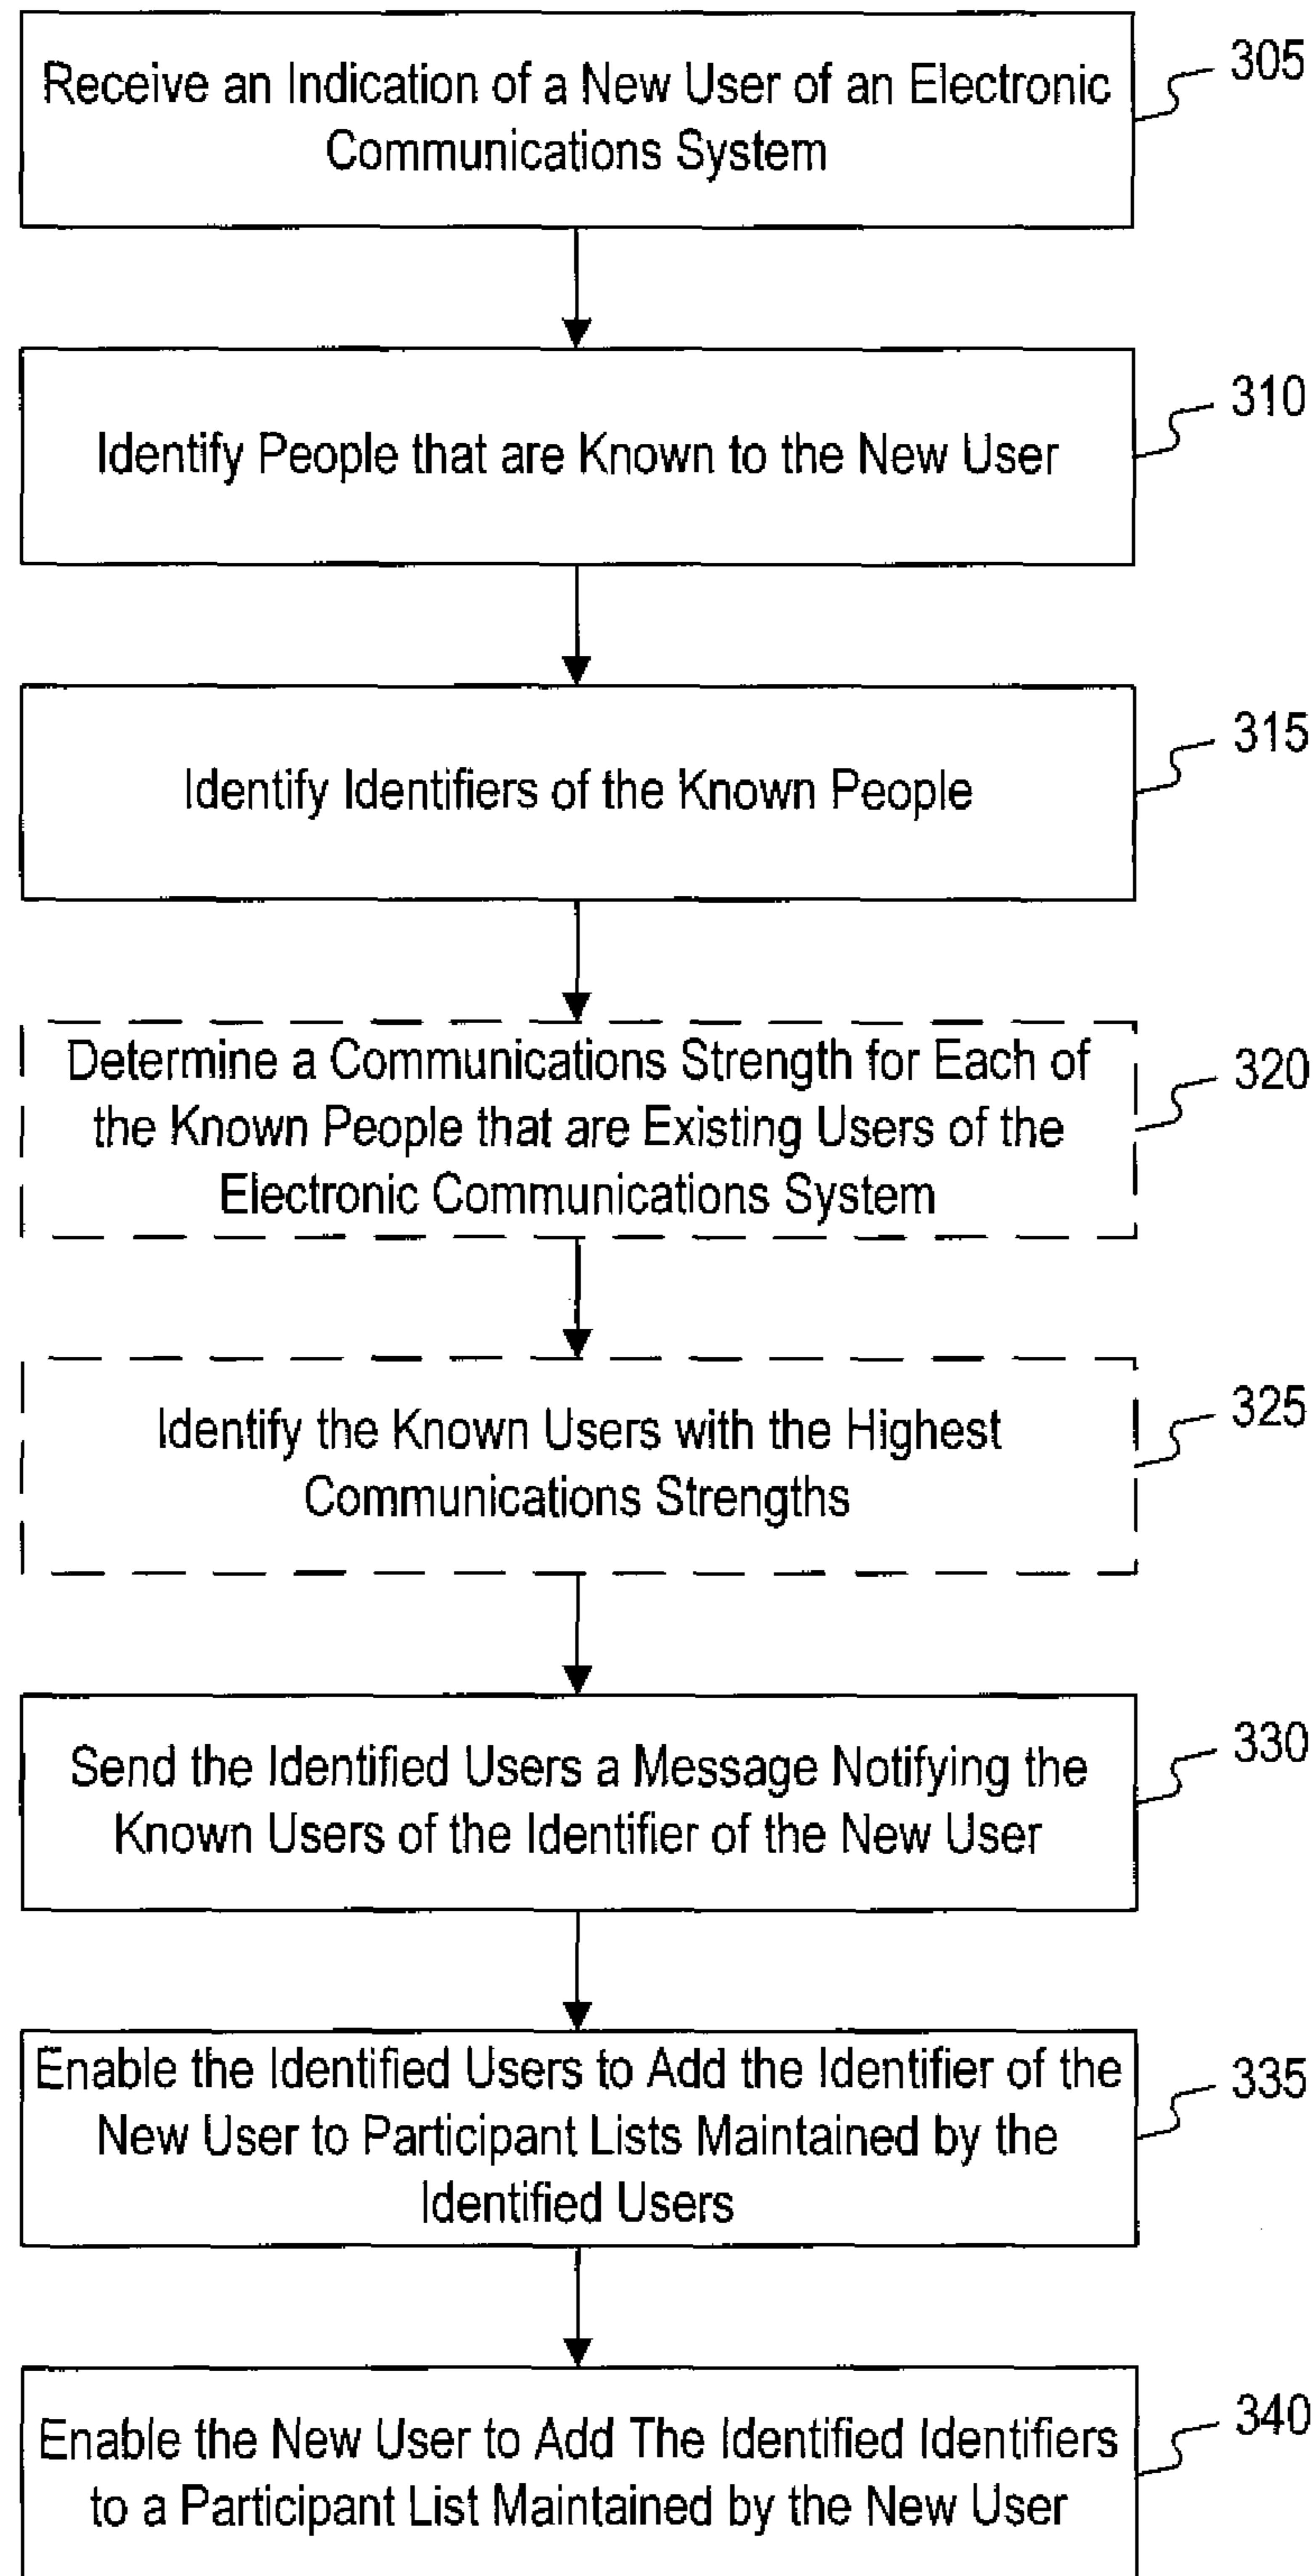 Receive an Indication of a New User of an Electronic
Communications System
305
Identify People that are Known to the New User
310
Identify Identifiers of the Known People
315
Determine a Communications Strength for Each of
the Known People that are Existing Users of the
Electronic Communications System
320
Identify the Known Users with the Highest
Communications Strengths
325
Send the Identified Users a Message Notifying the
Known Users of the Identifier of the New User
330
Enable the Identified Users to Add the Identifier of the
New User to Participant Lists Maintained by the
Identified Users
335
Enable the New User to Add The Identified Identifiers
to a Participant List Maintained by the New User
340